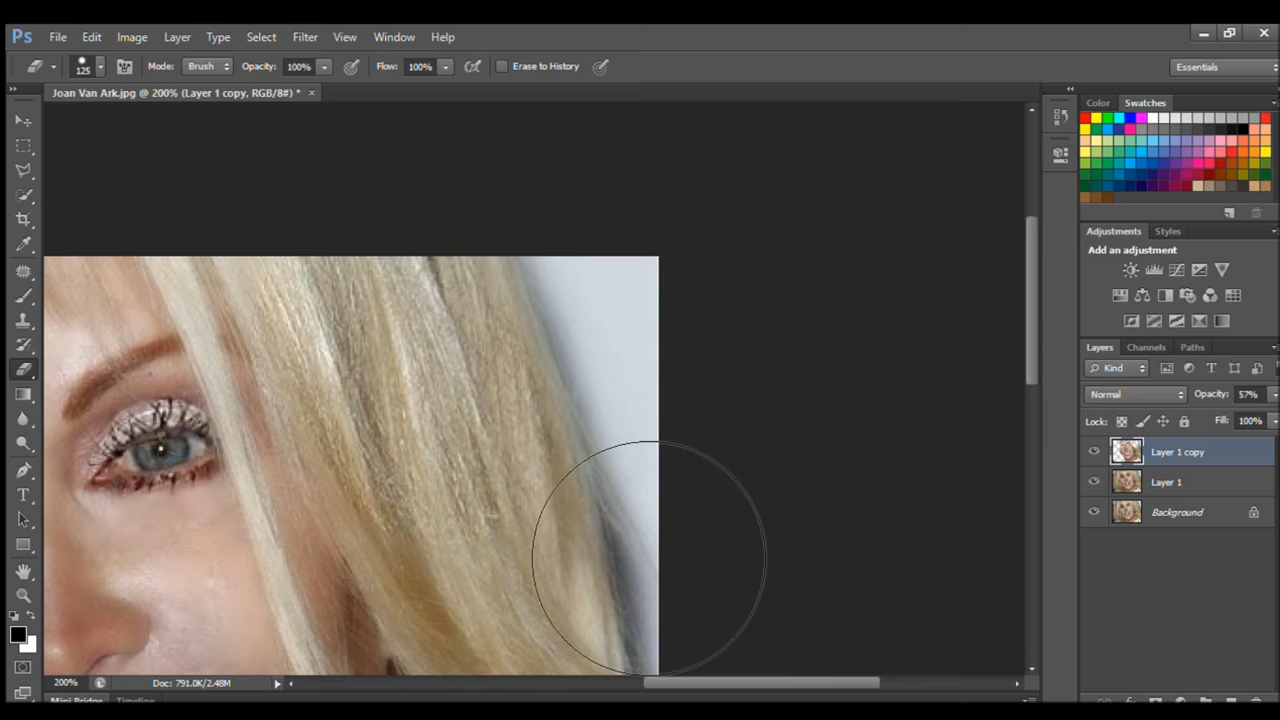 Ps File Edit Image Layer Type Select Filter View Window Help
125 Mode: Brush Opacity: 100% Flow: 100% Erase to History Essentials
Joan Van Ark.jpg @ 200% (Layer 1 copy, RGB/8#) * ×
Color Swatches
Adjustments Styles
Add an adjustment
Layers Channels Paths
Kind
Normal Opacity: 57%
Lock: Fill: 100%
Layer 1 copy
Layer 1
Background
200% Doc: 791.0K/2.48M
Mini Bridge Timeline